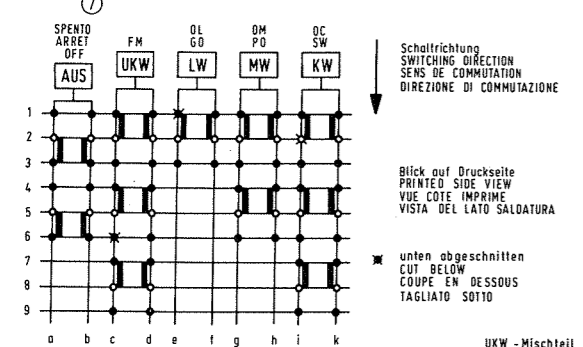 7
SPENTO
ARRET
OFF
AUS
FM
UKW
OL
GO
LW
OM
PO
MW
OC
SW
KW
Schaltrichtung
SWITCHING DIRECTION
SENS DE COMMUTATION
DIREZIONE DI COMMUTAZIONE
1
2
3
4
5
6
7
8
9
Blick auf Druckseite
PRINTED SIDE VIEW
VUE COTE IMPRIME
VISTA DEL LATO SALDATURA
unten abgeschnitten
CUT BELOW
COUPE EN DESSOUS
TAGLIATO SOTTO
a b c d e f g h i k
UKW - Mischteil